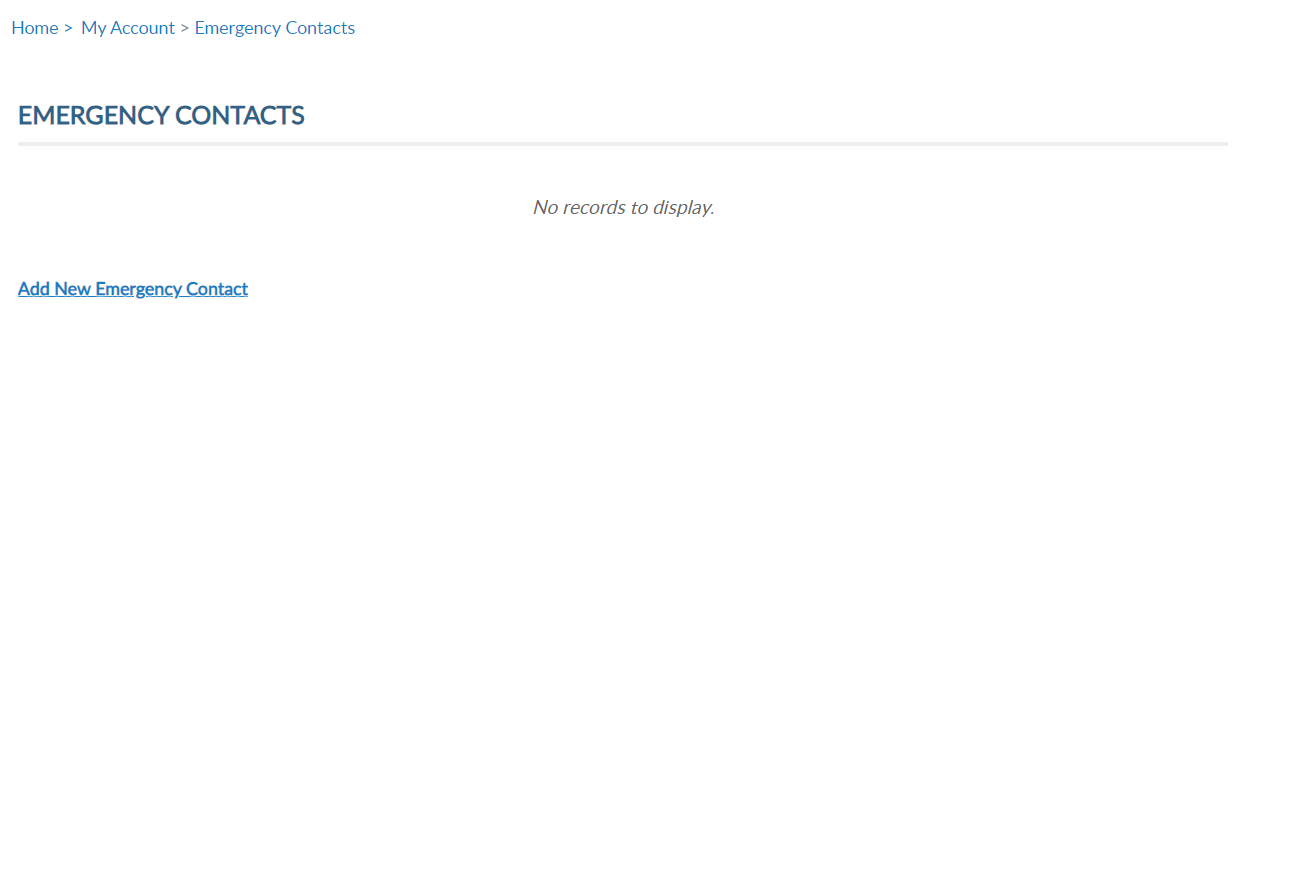 Home > My Account > Emergency Contacts
EMERGENCY CONTACTS
No records to display.
Add New Emergency Contact